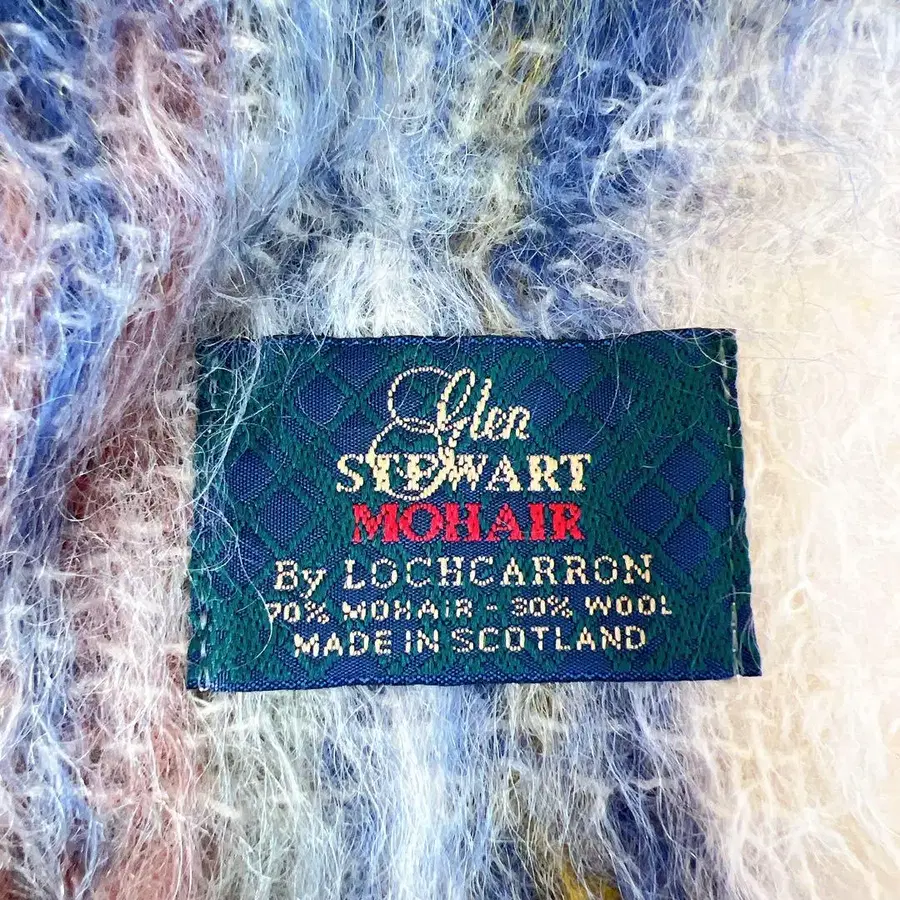 Glen
STEWART
MOHAIR
By LOCHCARRON
70% MOHAIR - 30% WOOL
MADE IN SCOTLAND